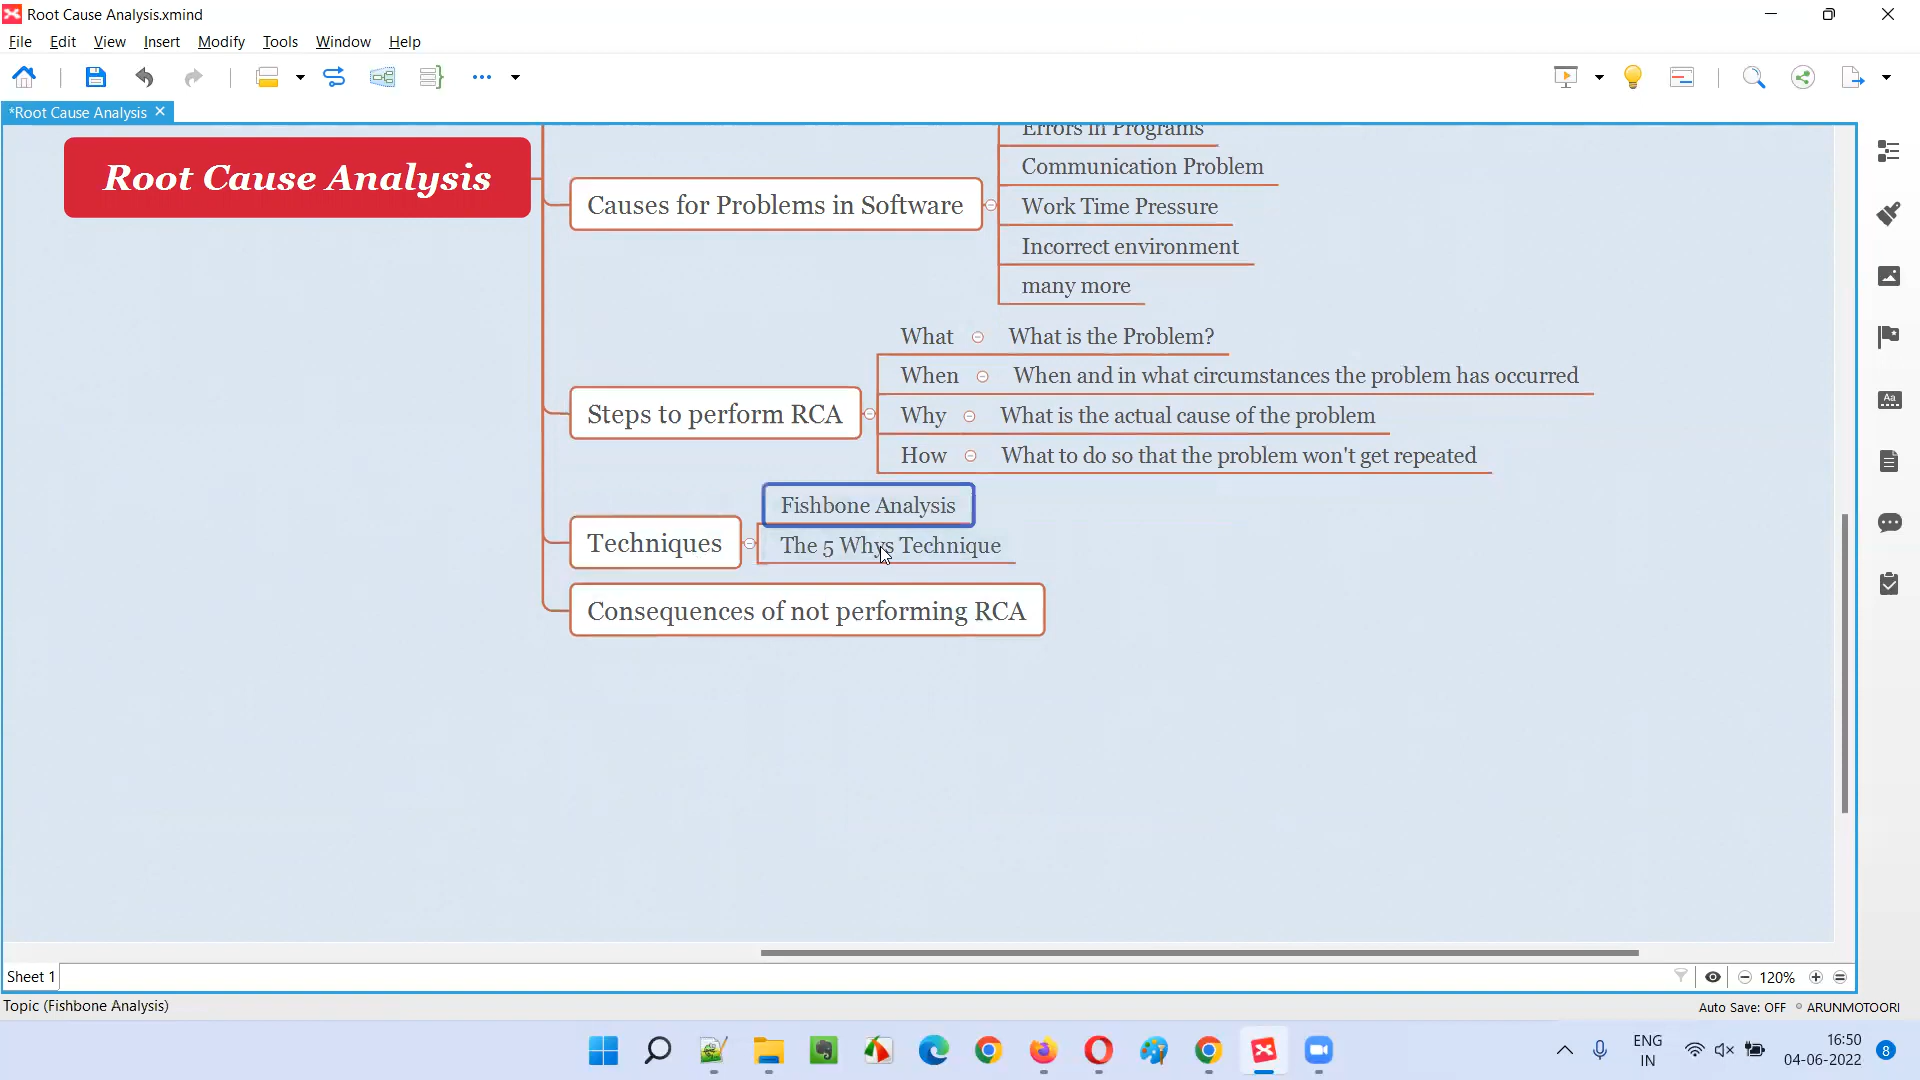 Root Cause Analysis.xmind
File Edit View Insert Modify Tools Window Help
*Root Cause Analysis
Root Cause Analysis
Errors in Programs
Communication Problem
Causes for Problems in Software
Work Time Pressure
Incorrect environment
many more
What What is the Problem?
When When and in what circumstances the problem has occurred
Steps to perform RCA
Why What is the actual cause of the problem
How What to do so that the problem won't get repeated
Fishbone Analysis
Techniques
The 5 Whys Technique
Consequences of not performing RCA
Sheet 1
120%
Topic (Fishbone Analysis)
Auto Save: OFF ARUNMOTOORI
ENG
IN
16:50
04-06-2022
8
Aa